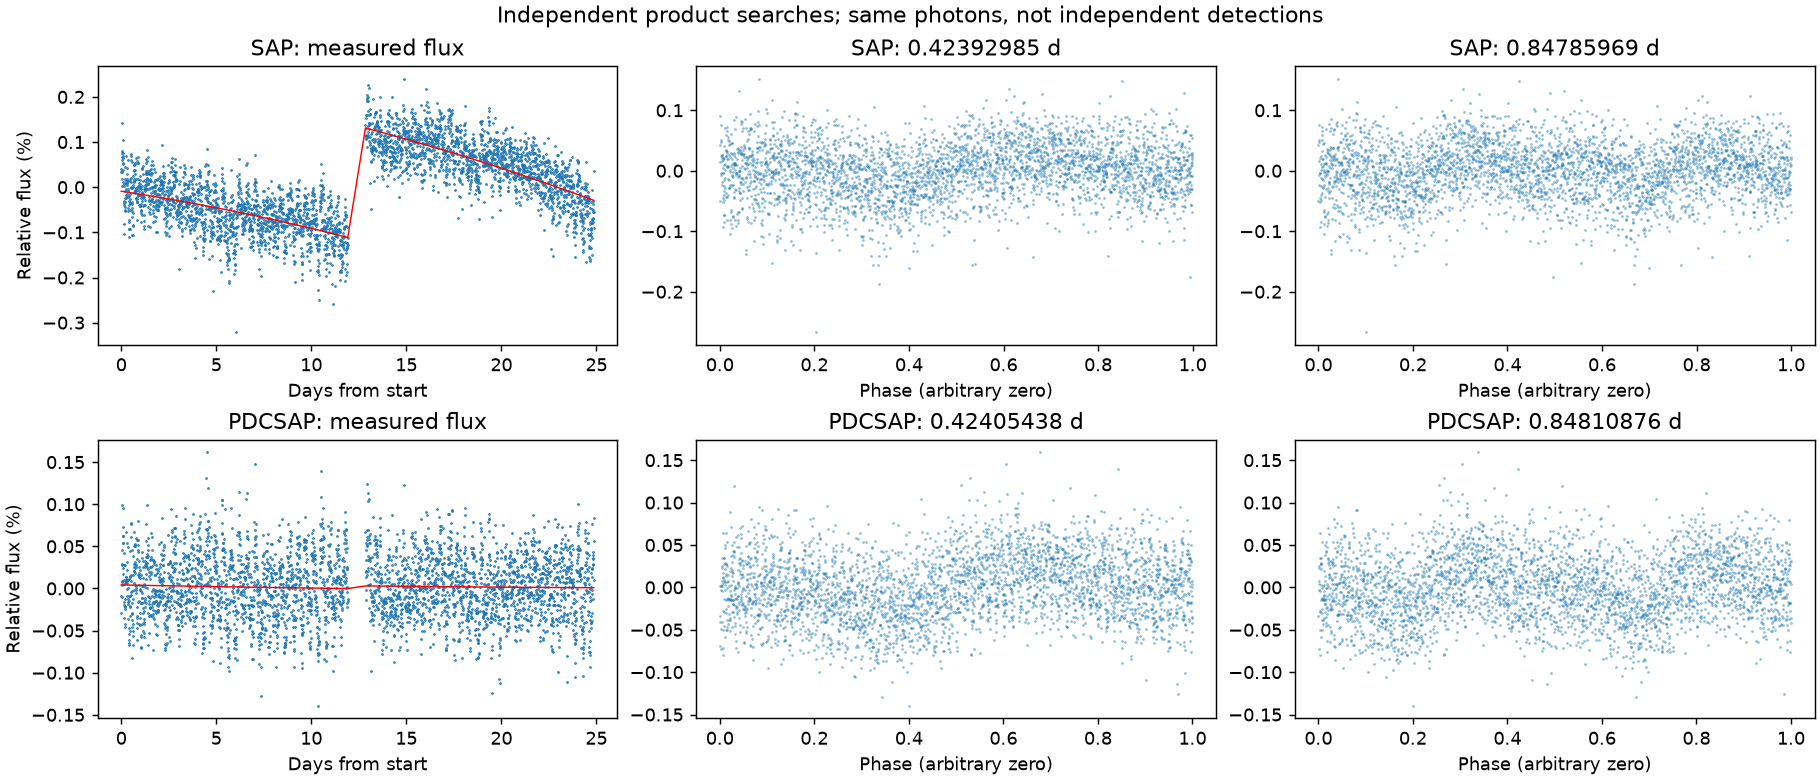 Independent product searches; same photons, not independent detections
SAP: measured flux
SAP: 0.42392985 d
SAP: 0.84785969 d
Relative flux (%)
0.2
0.1
0.0
−0.1
−0.2
−0.3
0 5 10 15 20 25
Days from start
0.1
0.0
−0.1
−0.2
0.0 0.2 0.4 0.6 0.8 1.0
Phase (arbitrary zero)
0.1
0.0
−0.1
−0.2
0.0 0.2 0.4 0.6 0.8 1.0
Phase (arbitrary zero)
PDCSAP: measured flux
PDCSAP: 0.42405438 d
PDCSAP: 0.84810876 d
Relative flux (%)
0.15
0.10
0.05
0.00
−0.05
−0.10
−0.15
0 5 10 15 20 25
Days from start
0.15
0.10
0.05
0.00
−0.05
−0.10
−0.15
0.0 0.2 0.4 0.6 0.8 1.0
Phase (arbitrary zero)
0.15
0.10
0.05
0.00
−0.05
−0.10
−0.15
0.0 0.2 0.4 0.6 0.8 1.0
Phase (arbitrary zero)